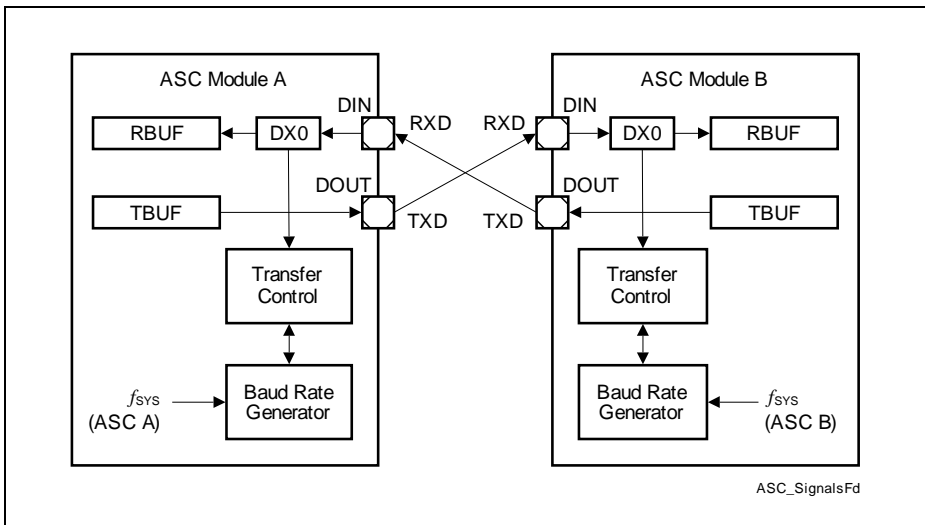 ASC Module A
ASC Module B
DIN
DIN
RXD
RXD
RBUF
DX0
DX0
RBUF
DOUT
DOUT
TXD
TXD
TBUF
TBUF
Transfer
Control
Transfer
Control
Baud Rate
Generator
Baud Rate
Generator
fSYS
(ASC A)
fSYS
(ASC B)
ASC_SignalsFd